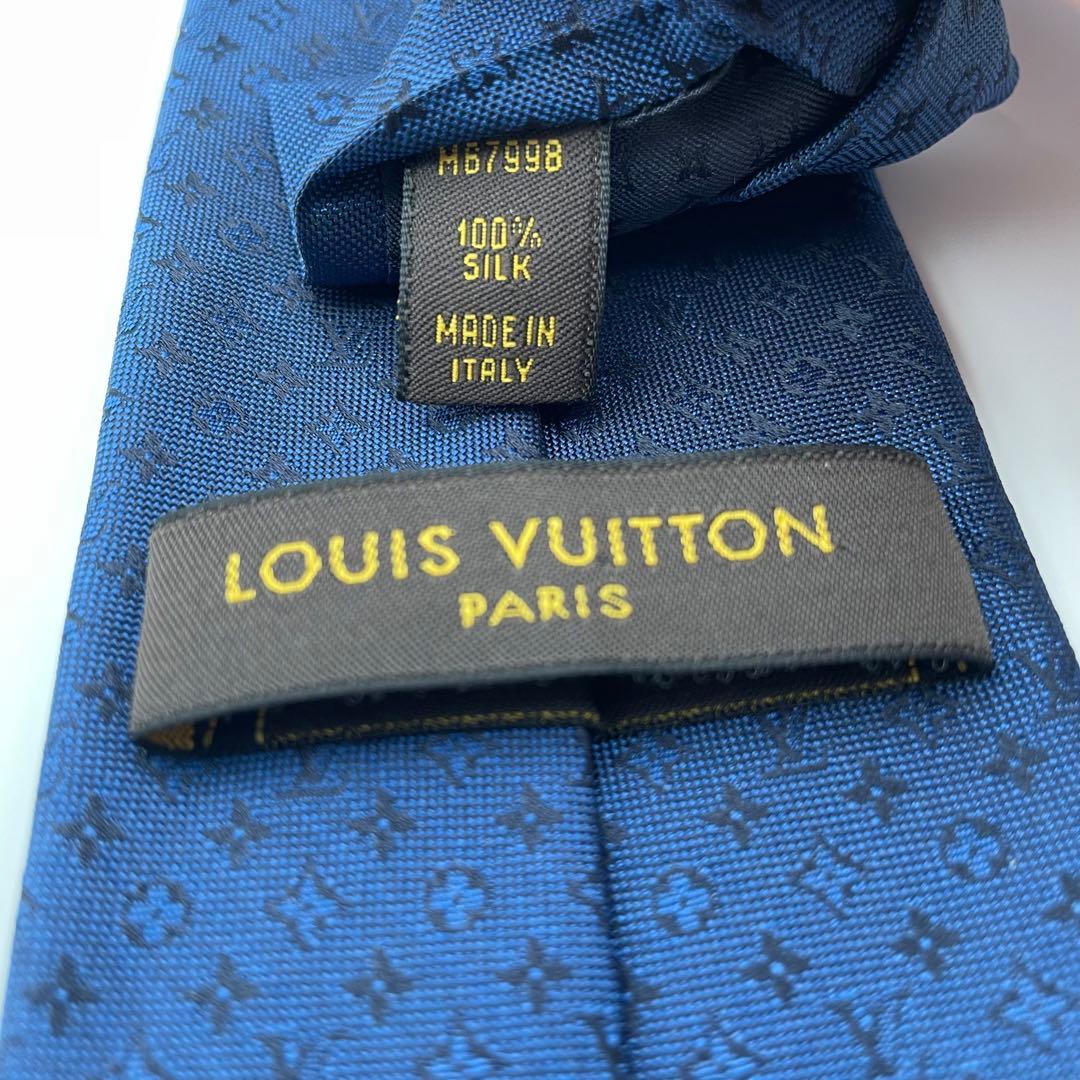 M67998
100%
SILK
MADE IN
ITALY
LOUIS VUITTON
PARIS